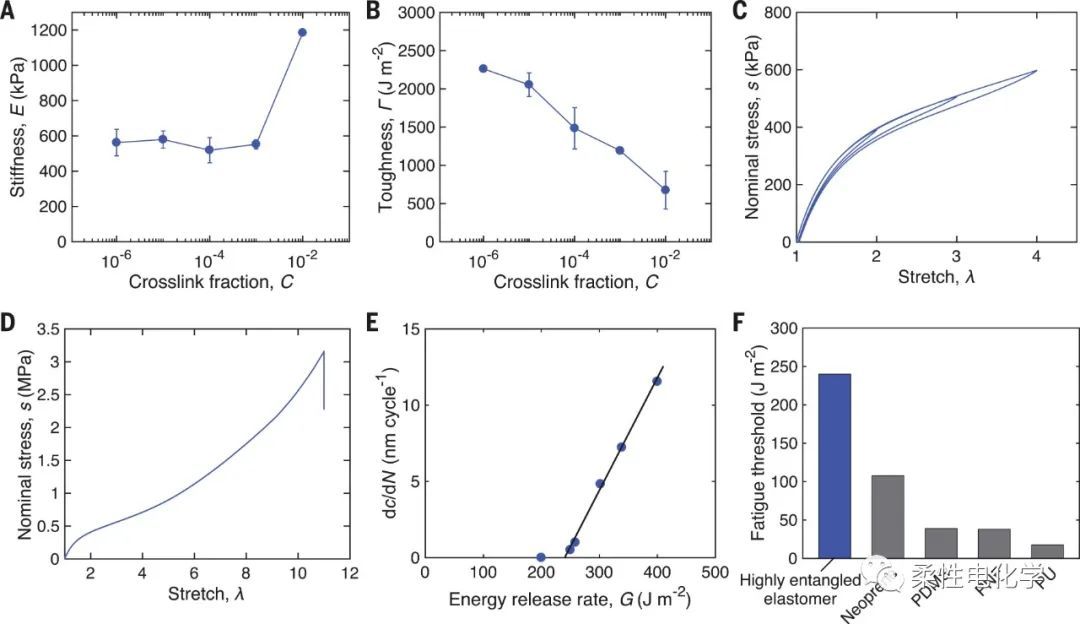 A
1200
1000
800
600
400
200
0
10-6
10-4
10-2
Stiffness, E (kPa)
Crosslink fraction, C
B
3000
2500
2000
1500
1000
500
0
10-6
10-4
10-2
Toughness, Γ (J m-2)
Crosslink fraction, C
C
800
600
400
200
0
1
2
3
4
Nominal stress, s (kPa)
Stretch, λ
D
3.5
3
2.5
2
1.5
1
0.5
0
2
4
6
8
10
12
Nominal stress, s (MPa)
Stretch, λ
E
15
10
5
0
0
100
200
300
400
500
dc/dN (nm cycle-1)
Energy release rate, G (J m-2)
F
300
250
200
150
100
50
0
Fatigue threshold (J m-2)
Highly entangled
elastomer
PU
柔性电化学